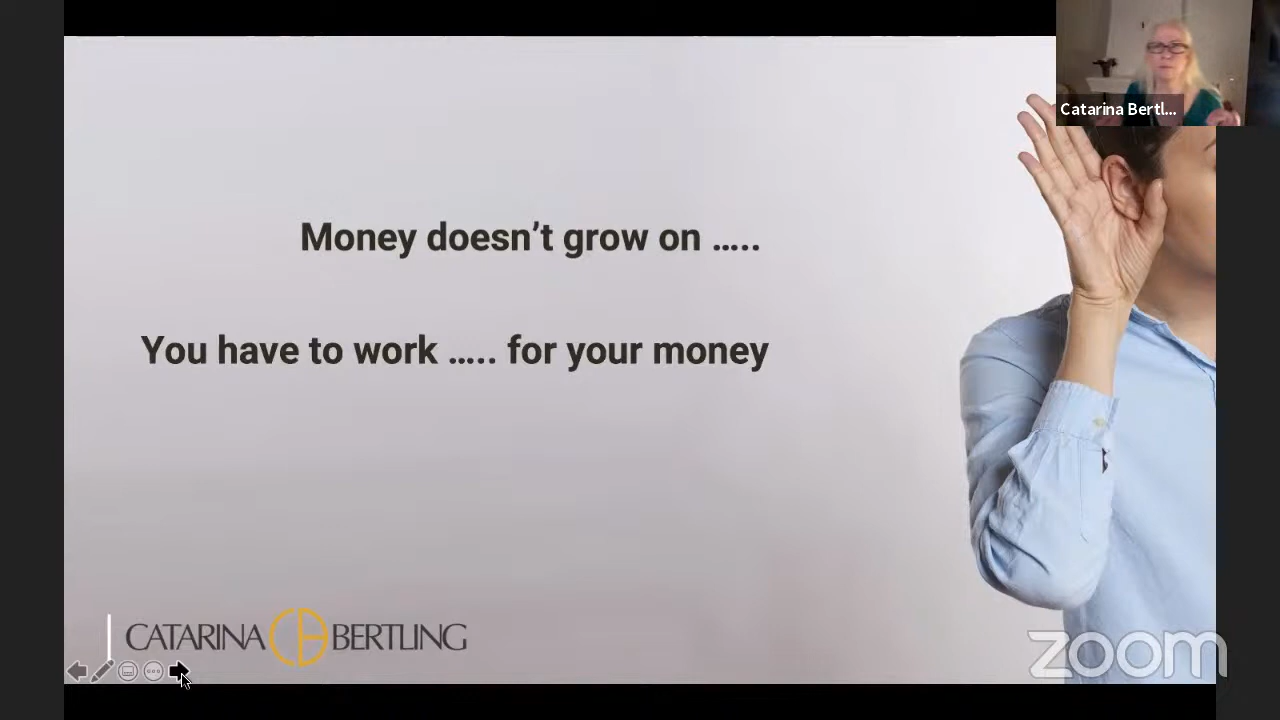 Catarina Bertl...
Money doesn’t grow on …..
You have to work ….. for your money
CATARINA BERTLING
zoom